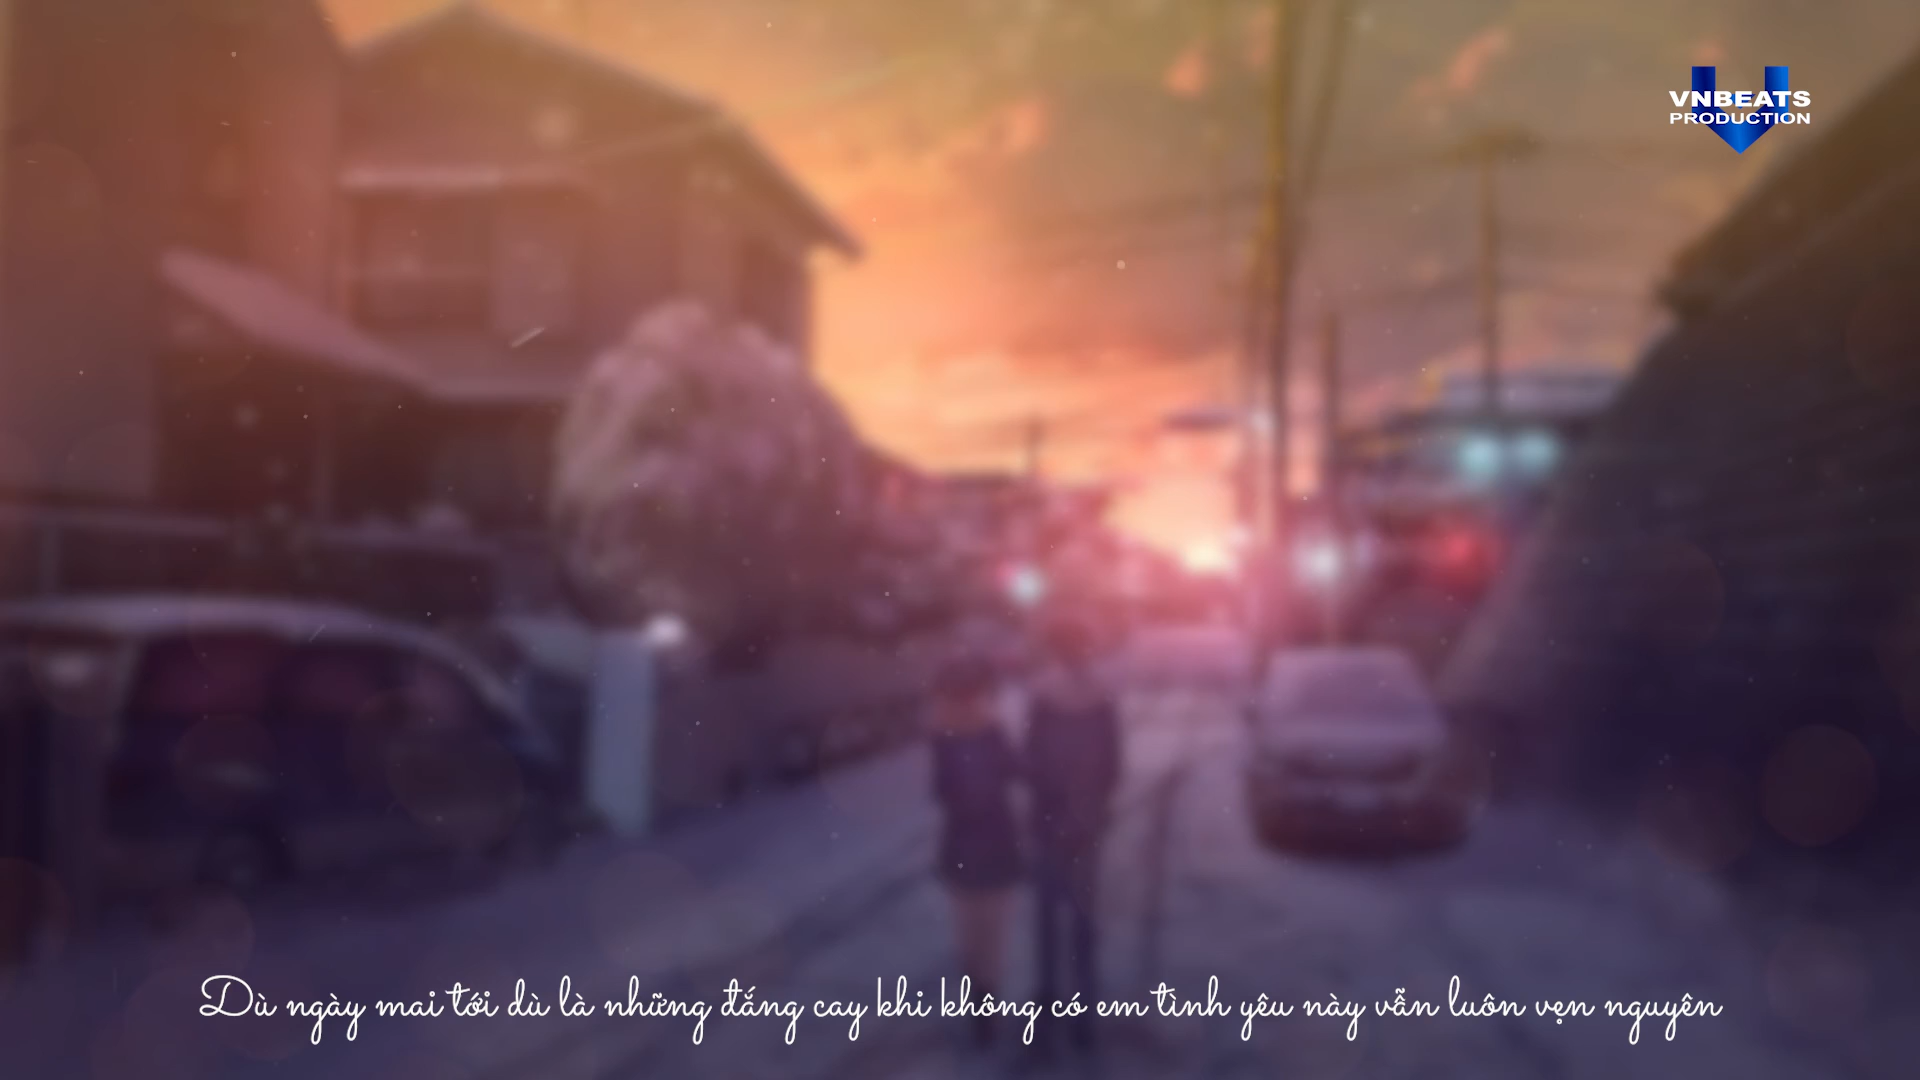 VNBEATS
PRODUCTION
Dù ngày mai tới dù là những đắng cay khi không có em tình yêu này vẫn luôn vẹn nguyên